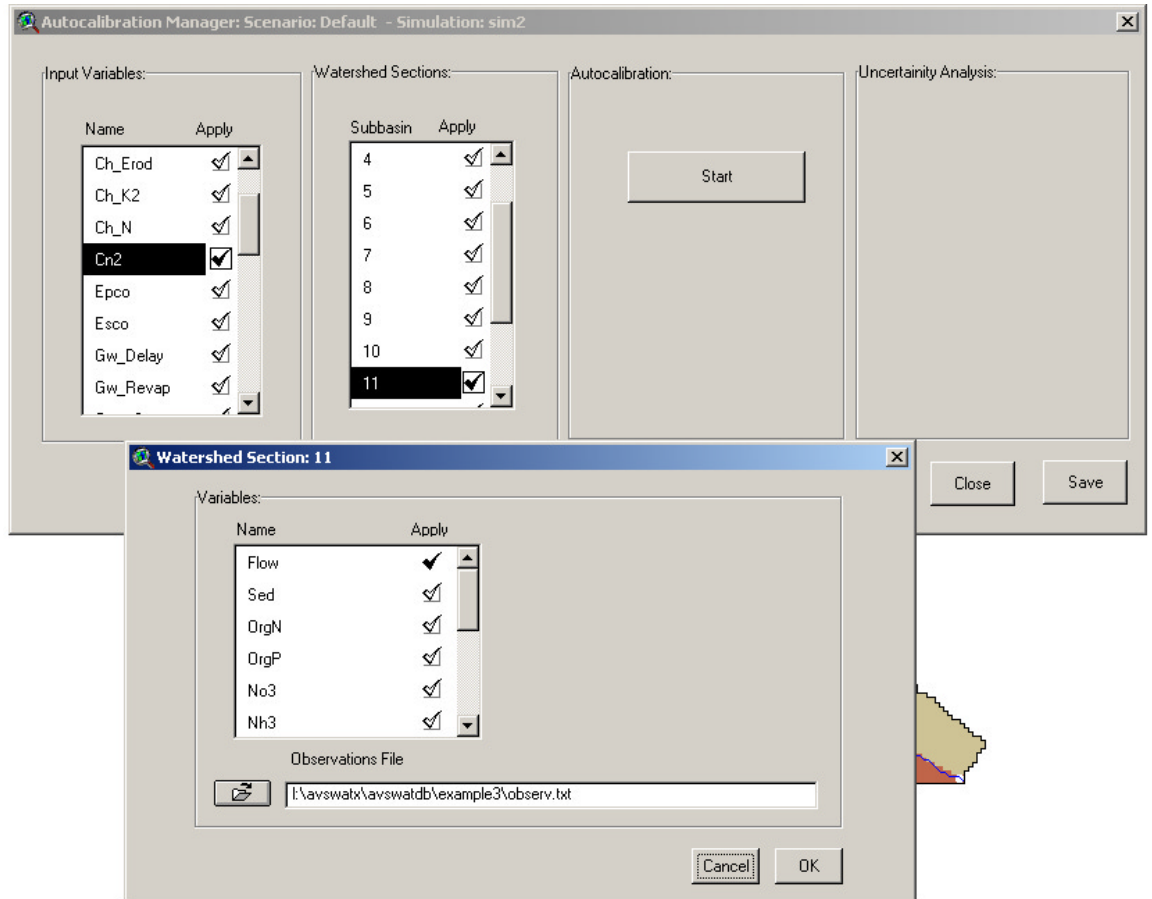 Autocalibration Manager: Scenario: Default - Simulation: sim2
Input Variables:
Name Apply
Ch_Erod
Ch_K2
Ch_N
Cn2
Epco
Esco
Gw_Delay
Gw_Revap
Watershed Sections:
Subbasin Apply
4
5
6
7
8
9
10
11
Autocalibration:
Start
Uncertainity Analysis:
Close
Save
Watershed Section: 11
Variables:
Name Apply
Flow
Sed
OrgN
OrgP
No3
Nh3
Observations File
I:\avswatx\avswatdb\example3\observ.txt
Cancel OK